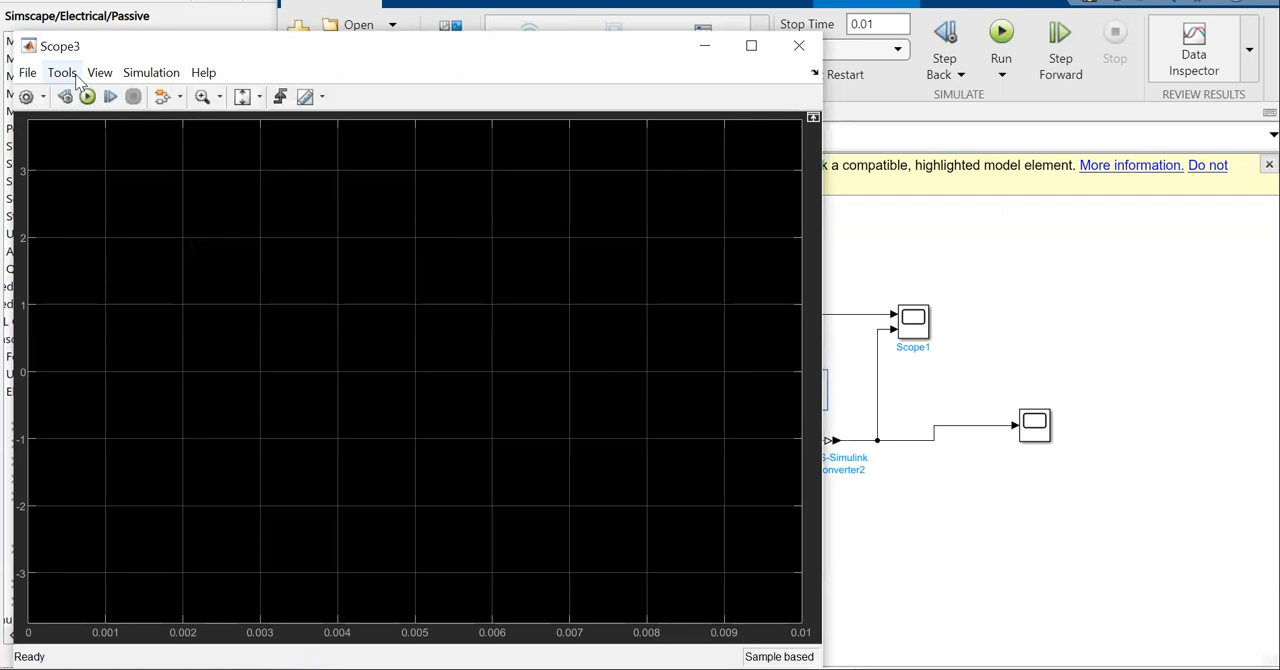 Simscape/Electrical/Passive
Open
Stop Time
0.01
Restart
Step
Back
Run
Step
Forward
Stop
Data
Inspector
SIMULATE
REVIEW RESULTS
Scope3
File
Tools
View
Simulation
Help
a compatible, highlighted model element. More information. Do not
Scope1
S-Simulink
onverter2
3
2
1
0
-1
-2
-3
0
0.001
0.002
0.003
0.004
0.005
0.006
0.007
0.008
0.009
0.01
Ready
Sample based